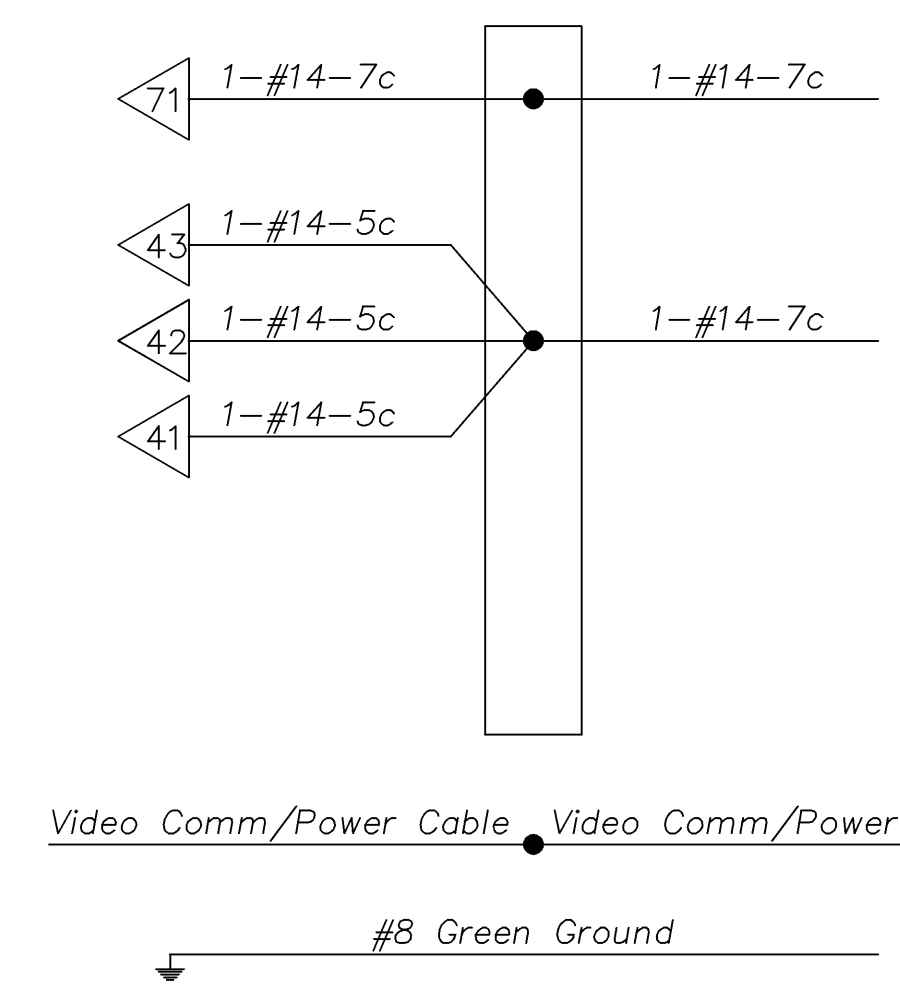 71 1-#14-7c 1-#14-7c
43 1-#14-5c
42 1-#14-5c 1-#14-7c
41 1-#14-5c
Video Comm/Power Cable Video Comm/Power
#8 Green Ground